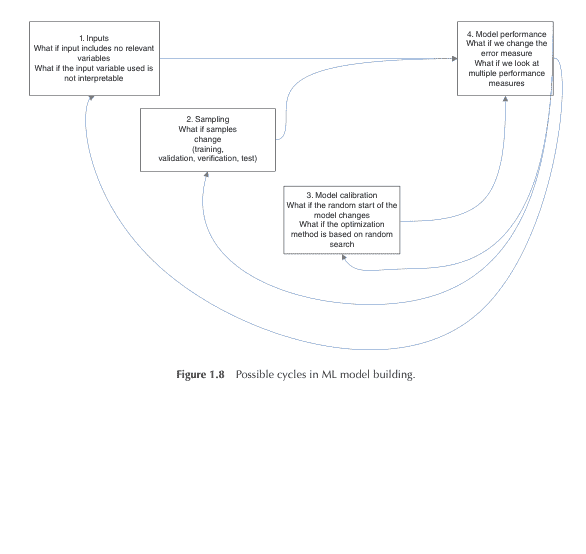 1. Inputs
What if input includes no relevant
variables
What if the input variable used is
not interpretable
2. Sampling
What if samples
change
(training,
validation, verification, test)
3. Model calibration
What if the random start of the
model changes
What if the optimization
method is based on random
search
4. Model performance
What if we change the
error measure
What if we look at
multiple performance
measures
Figure 1.8 Possible cycles in ML model building.